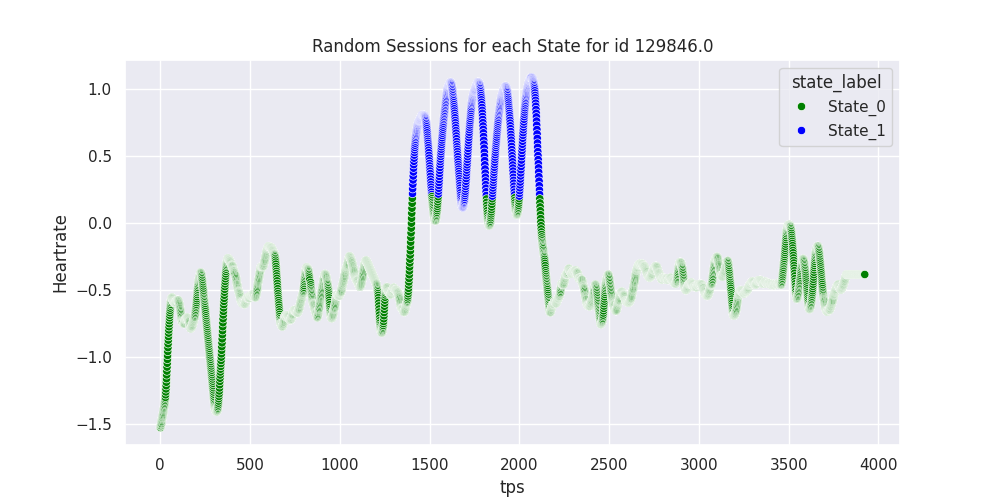 Random Sessions for each State for id 129846.0
state_label
State_0
State_1
Heartrate
1.0
0.5
0.0
−0.5
−1.0
−1.5
0 500 1000 1500 2000 2500 3000 3500 4000
tps